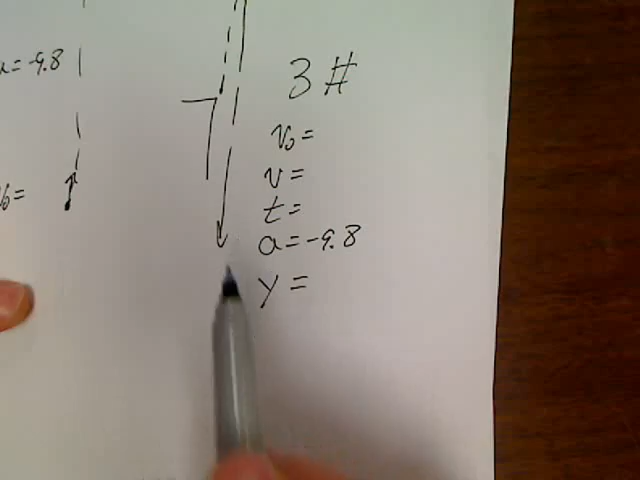 a=-9.8
3#
v₀=
v=
t=
a=-9.8
y=